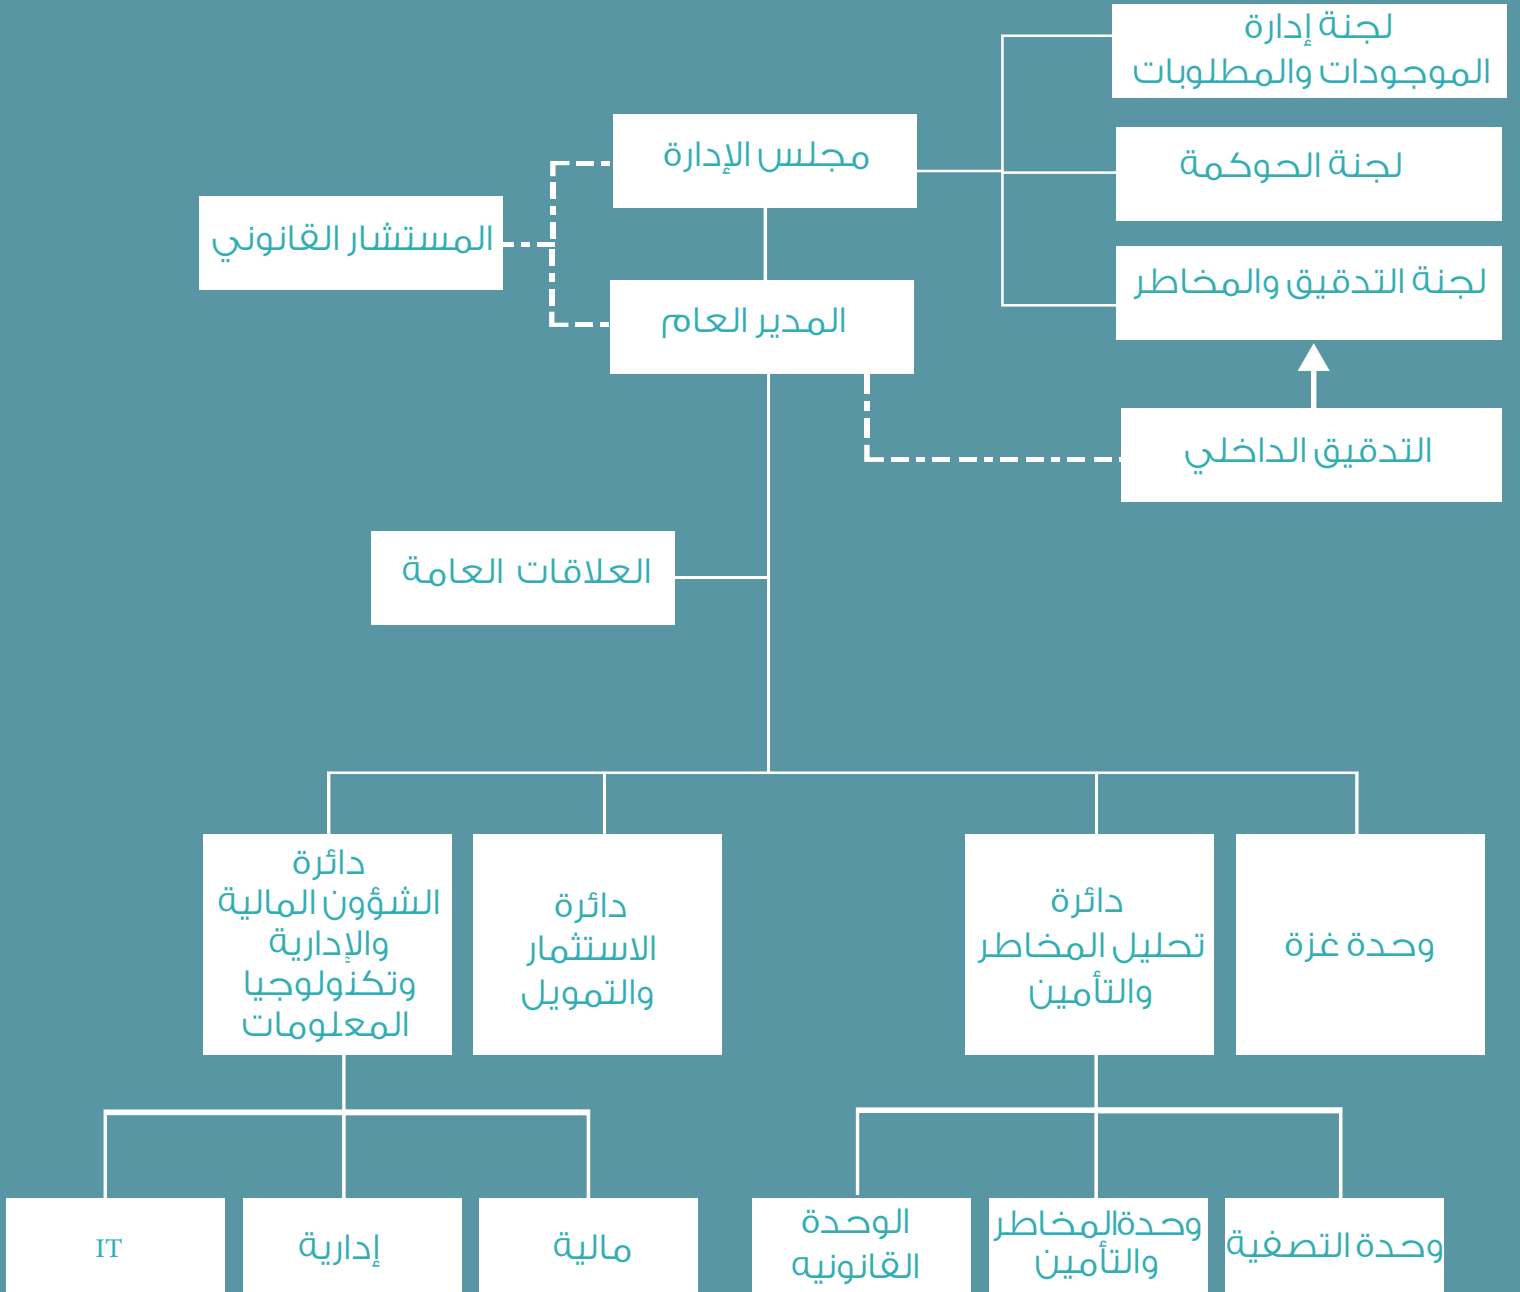 لجنة إدارة
الموجودات والمطلوبات
مجلس الإدارة
لجنة الحوكمة
المستشار القانوني
لجنة التدقيق والمخاطر
المدير العام
التدقيق الداخلي
العلاقات العامة
وحدة غزة
دائرة
تحليل المخاطر
والتأمين
دائرة
الاستثمار
والتمويل
دائرة
الشؤون المالية
والإدارية
وتكنولوجيا
المعلومات
وحدة التصفية
وحدةالمخاطر
والتأمين
الوحدة
القانونيه
مالية
إدارية
IT